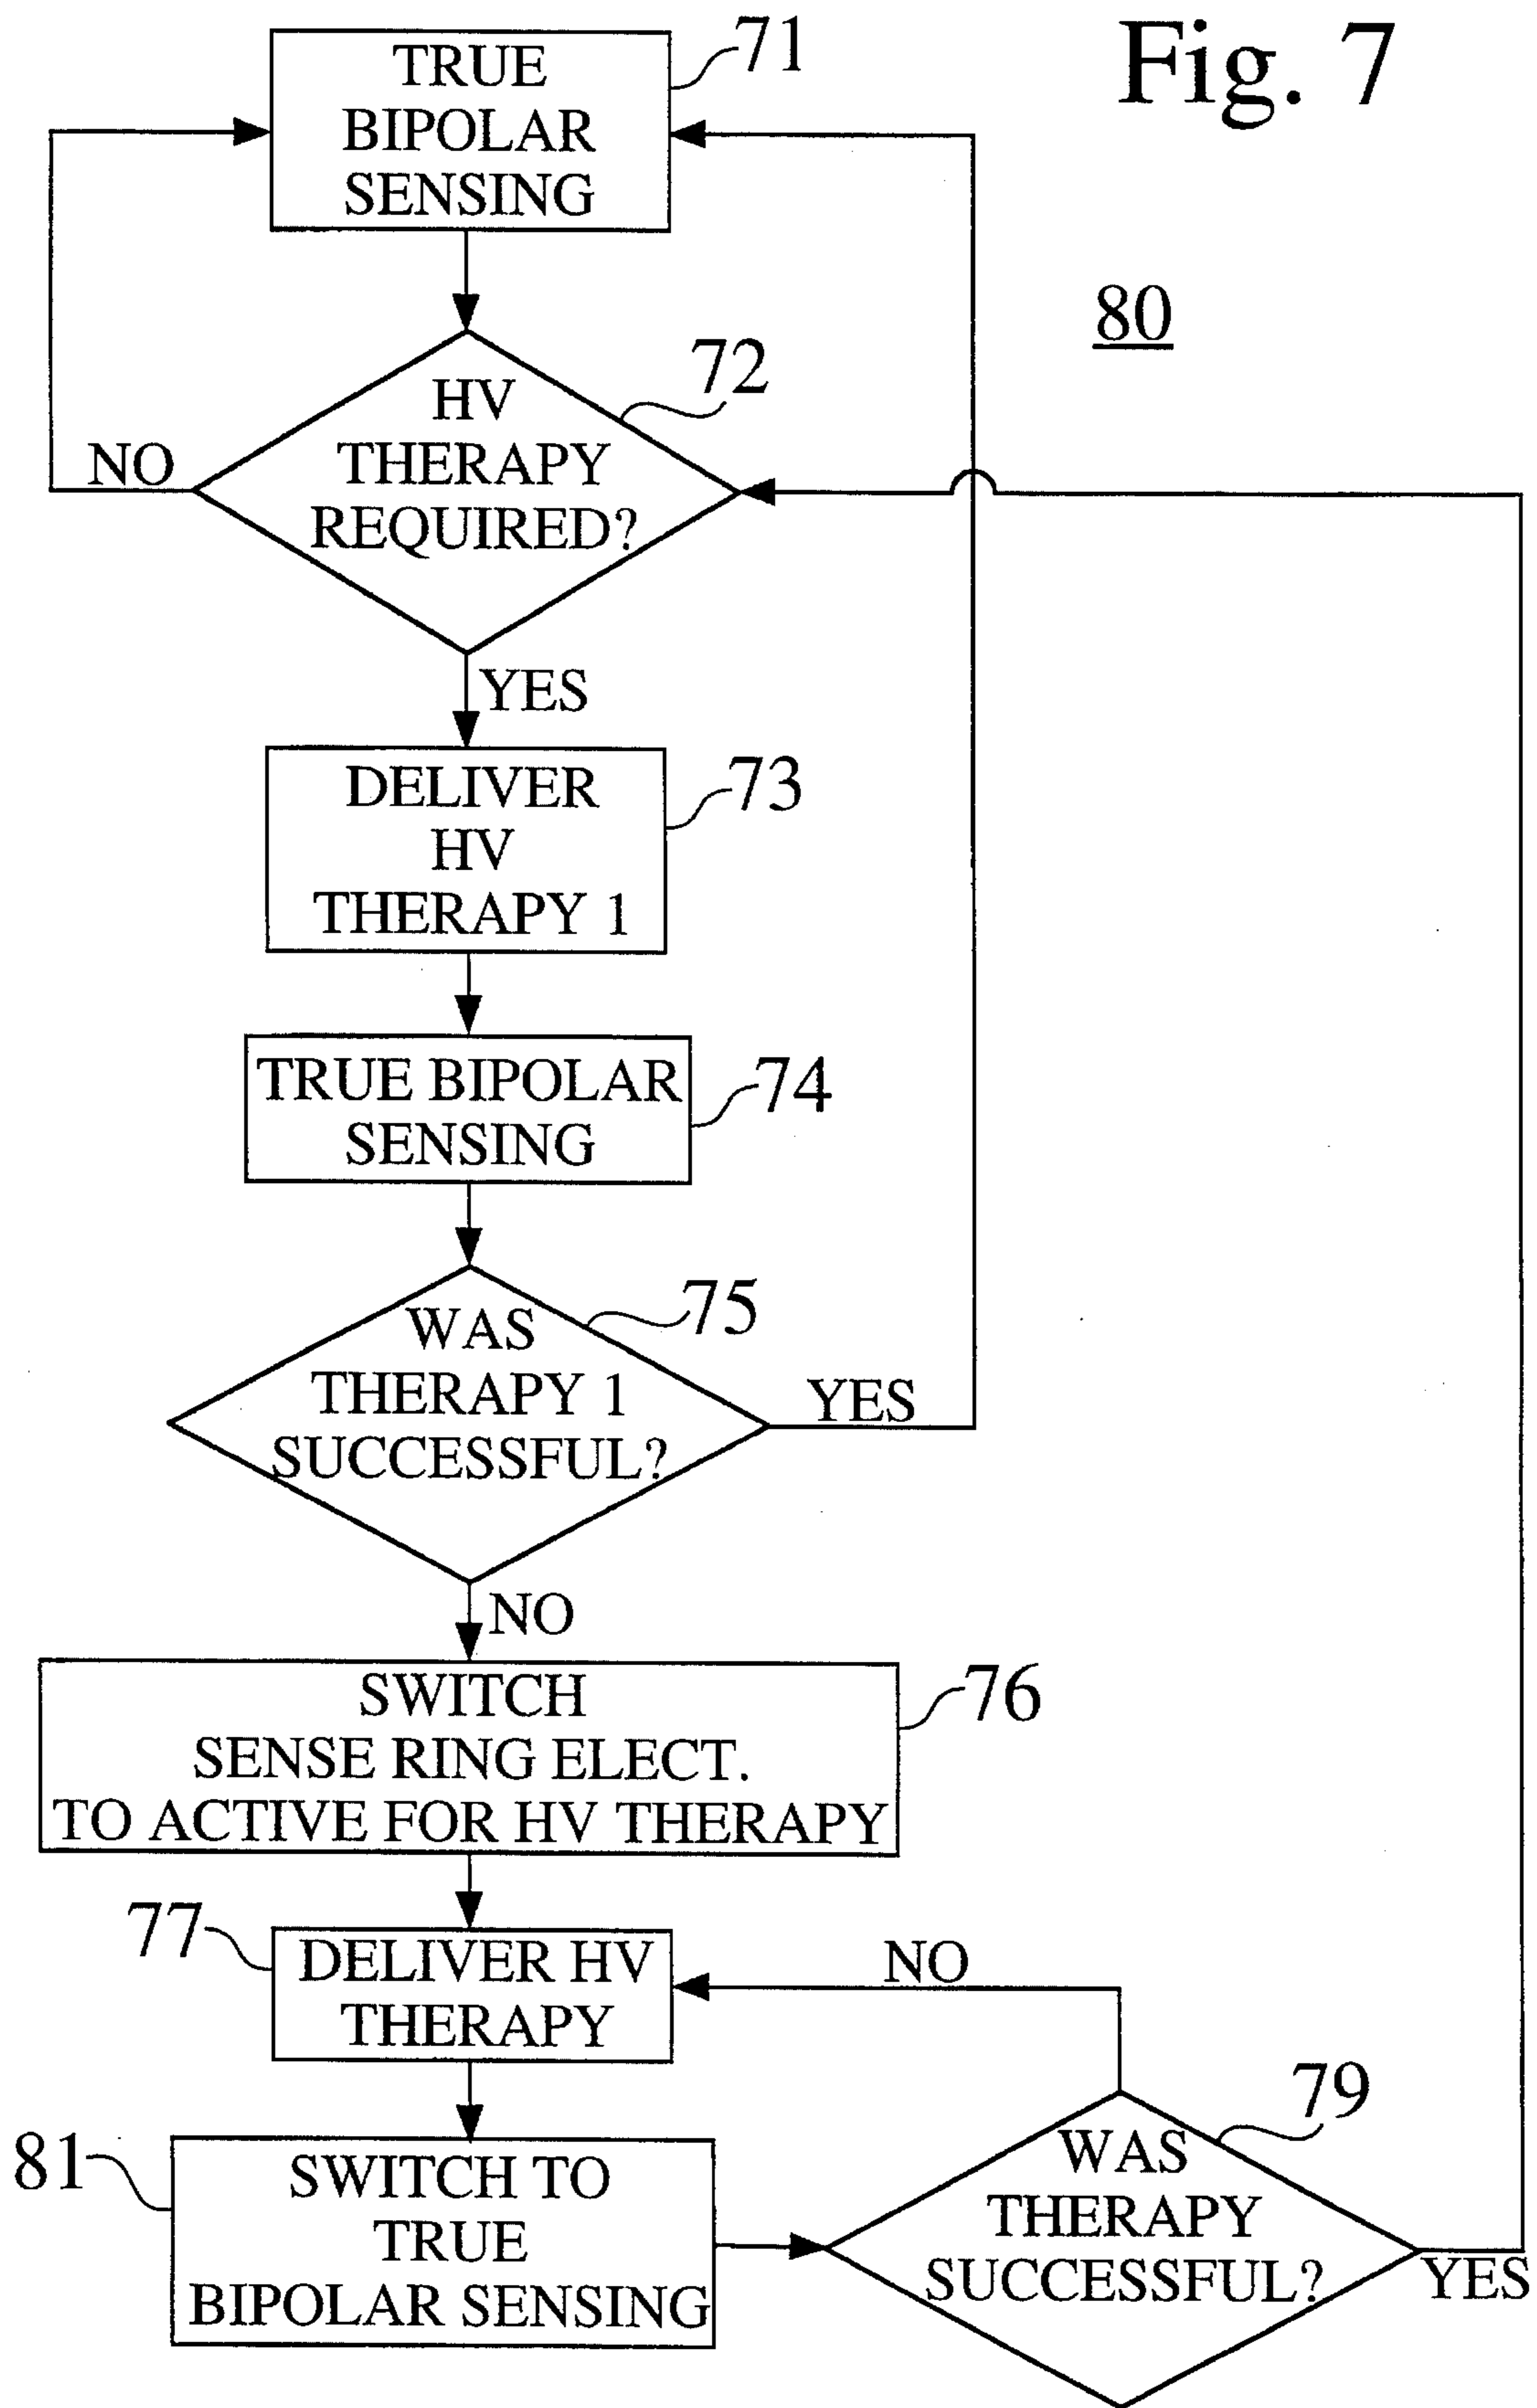 Fig. 7
71
TRUE
BIPOLAR
SENSING
80
72
HV
THERAPY
REQUIRED?
NO
YES
73
DELIVER
HV
THERAPY 1
74
TRUE BIPOLAR
SENSING
75
WAS
THERAPY 1
SUCCESSFUL?
YES
NO
76
SWITCH
SENSE RING ELECT.
TO ACTIVE FOR HV THERAPY
77
DELIVER HV
THERAPY
NO
79
81
SWITCH TO
TRUE
BIPOLAR SENSING
WAS
THERAPY
SUCCESSFUL?
YES